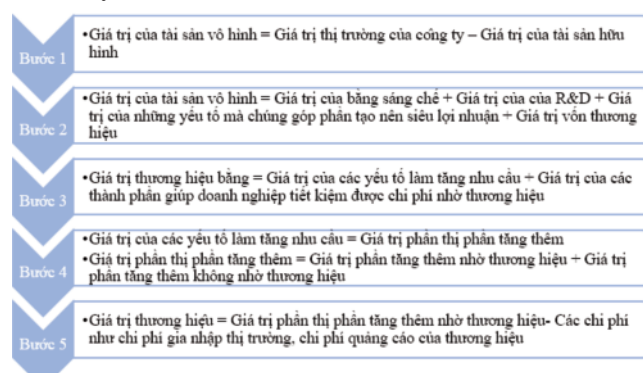 •Giá trị của tài sản vô hình = Giá trị thị trường của công ty – Giá trị của tài sản hữu
hình
Bước 1
•Giá trị của tài sản vô hình = Giá trị của bằng sáng chế + Giá trị của của R&D + Giá
trị của những yếu tố mà chúng góp phần tạo nên siêu lợi nhuận + Giá trị vốn thương
hiệu
Bước 2
•Giá trị thương hiệu bằng = Giá trị của các yếu tố làm tăng nhu cầu + Giá trị của các
thành phần giúp doanh nghiệp tiết kiệm được chi phí nhờ thương hiệu
Bước 3
•Giá trị của các yếu tố làm tăng nhu cầu = Giá trị phần thị phần tăng thêm
•Giá trị phần thị phần tăng thêm = Giá trị phần tăng thêm nhờ thương hiệu + Giá trị
phần tăng thêm không nhờ thương hiệu
Bước 4
•Giá trị thương hiệu = Giá trị phần thị phần tăng thêm nhờ thương hiệu- Các chi phí
như chi phí gia nhập thị trường, chi phí quảng cáo của thương hiệu
Bước 5